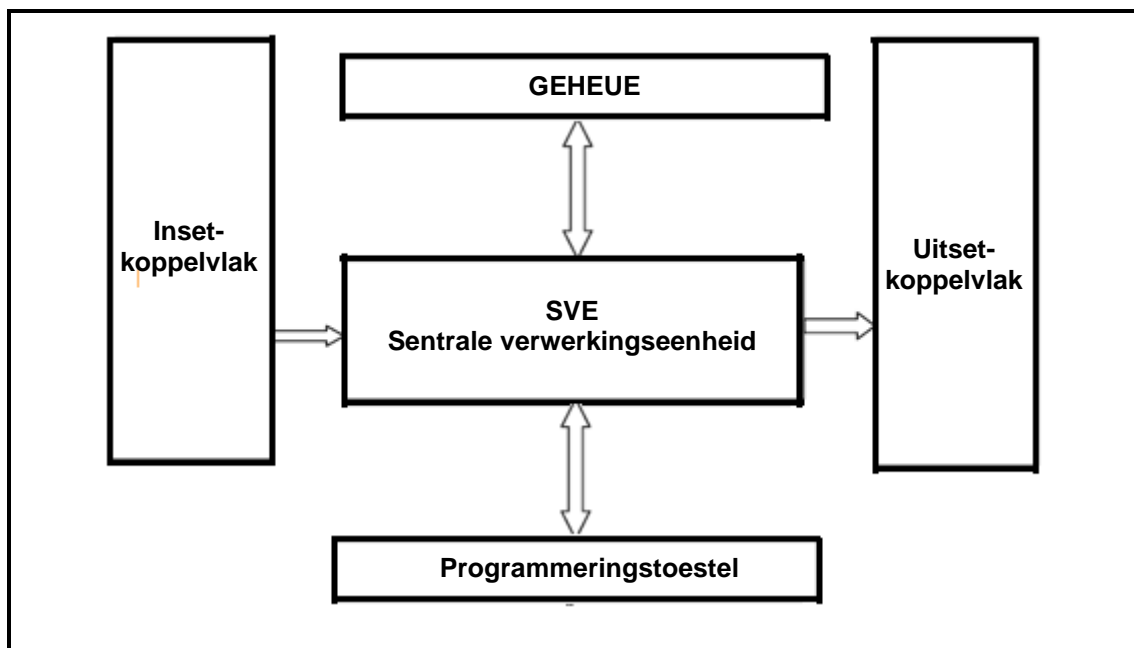 GEHEUE
Inset-
koppelvlak
SVE
Sentrale verwerkingseenheid
Uitset-
koppelvlak
Programmeringstoestel